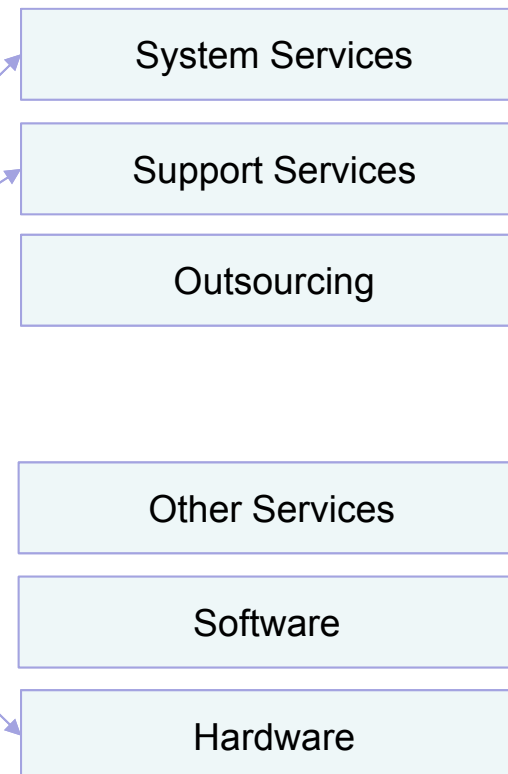 System Services
Support Services
Outsourcing
Other Services
Software
Hardware